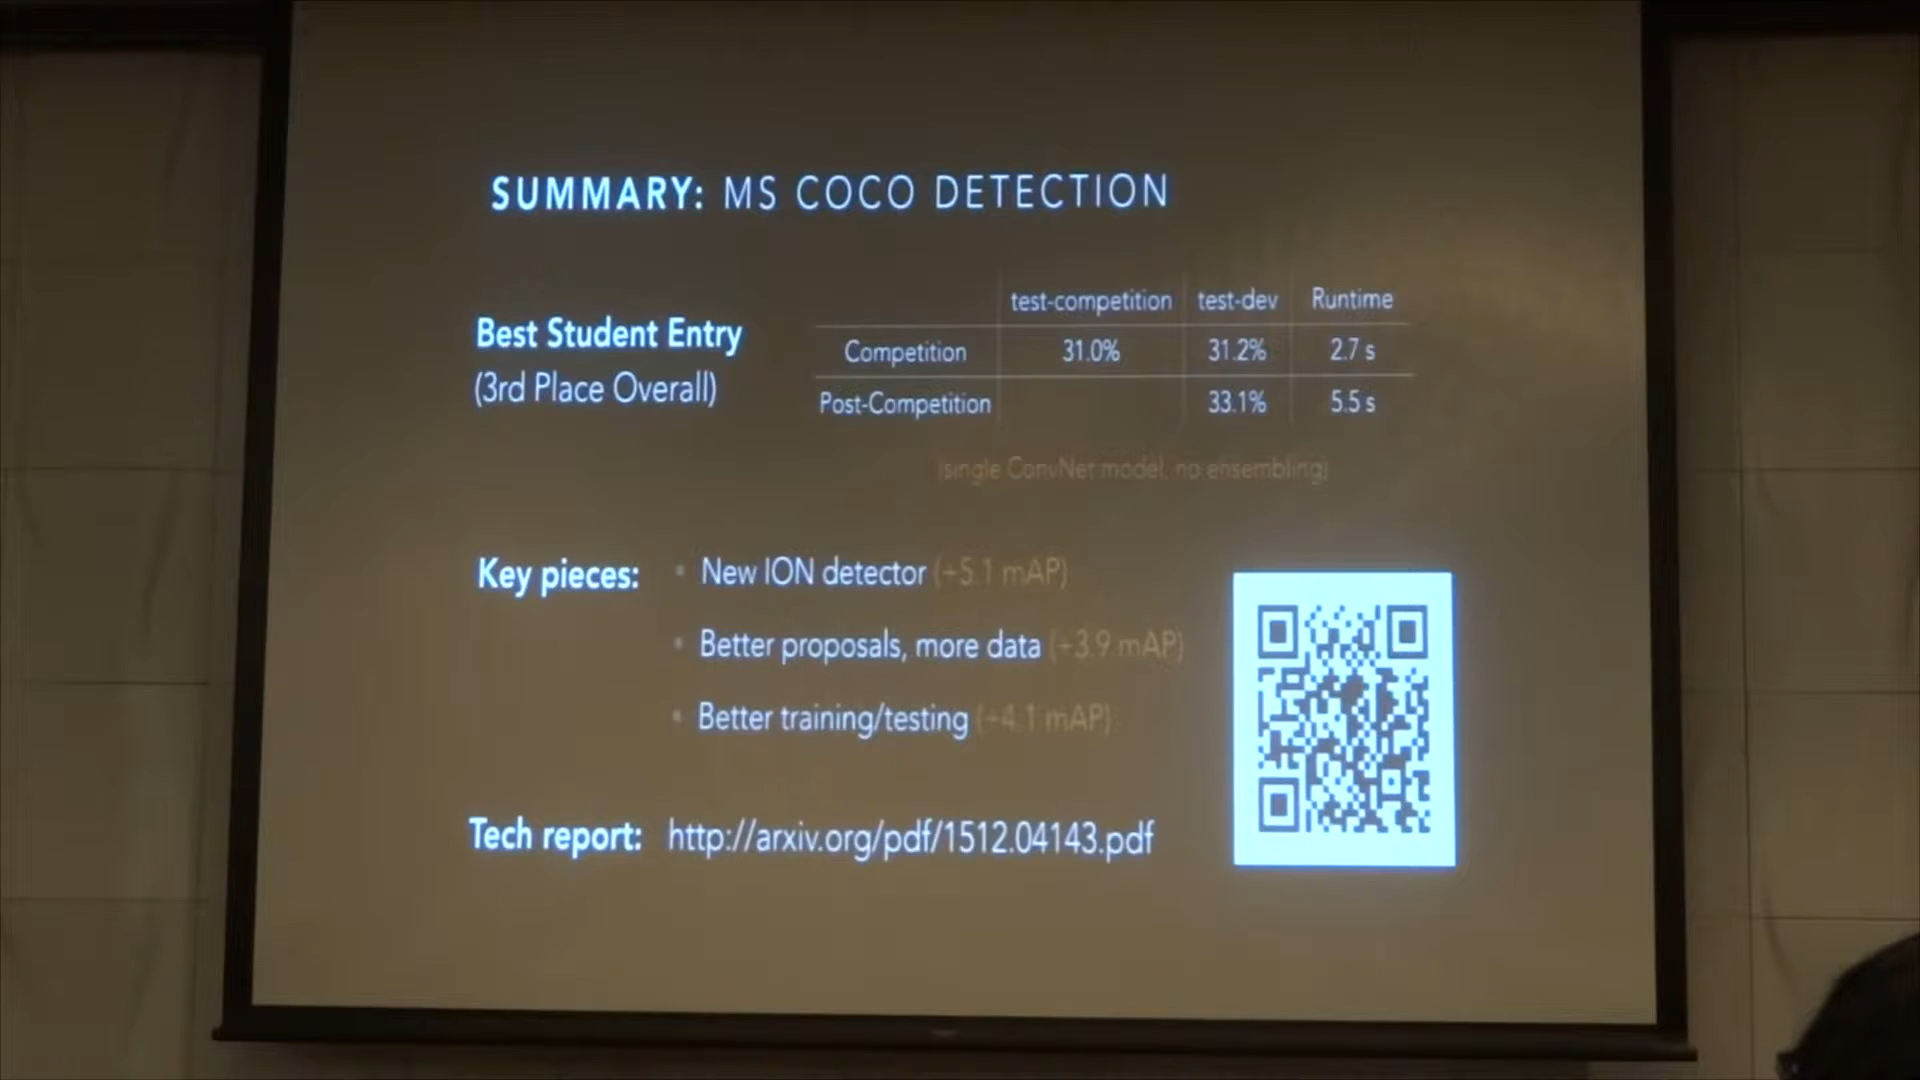 SUMMARY: MS COCO DETECTION
Best Student Entry
(3rd Place Overall)
test-competition test-dev Runtime
Competition 31.0% 31.2% 2.7 s
Post-Competition 33.1% 5.5 s
(single ConvNet model, no ensembling)
Key pieces:
• New ION detector (+5.1 mAP)
• Better proposals, more data (+3.9 mAP)
• Better training/testing (+4.1 mAP)
Tech report: http://arxiv.org/pdf/1512.04143.pdf